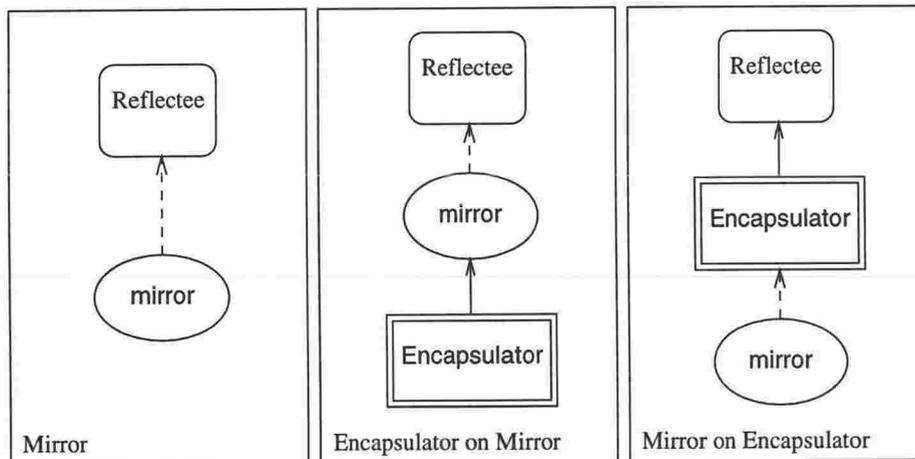 Reflectee
mirror
Mirror
Reflectee
mirror
Encapsulator
Encapsulator on Mirror
Reflectee
Encapsulator
mirror
Mirror on Encapsulator